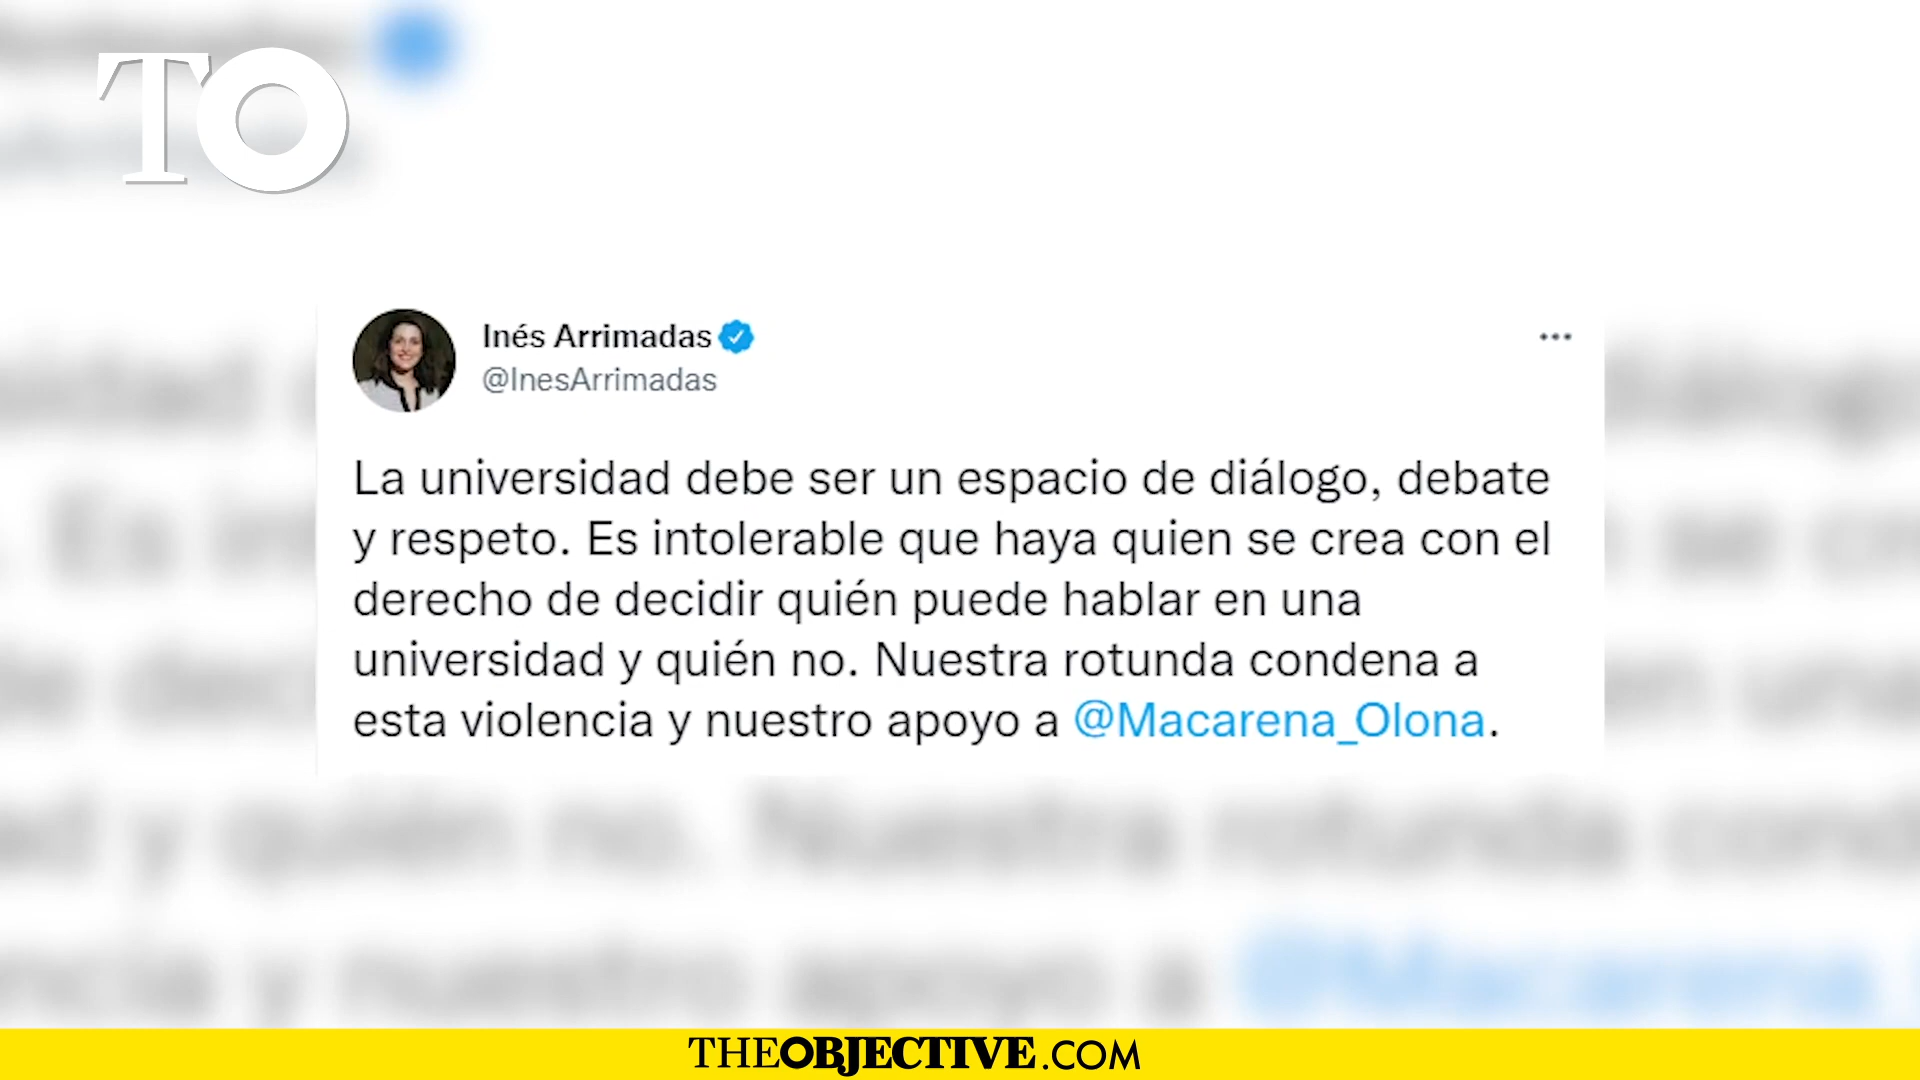 TO
Inés Arrimadas
@InesArrimadas
La universidad debe ser un espacio de diálogo, debate
y respeto. Es intolerable que haya quien se crea con el
derecho de decidir quién puede hablar en una
universidad y quién no. Nuestra rotunda condena a
esta violencia y nuestro apoyo a @Macarena_Olona.
THEOBJECTIVE.COM